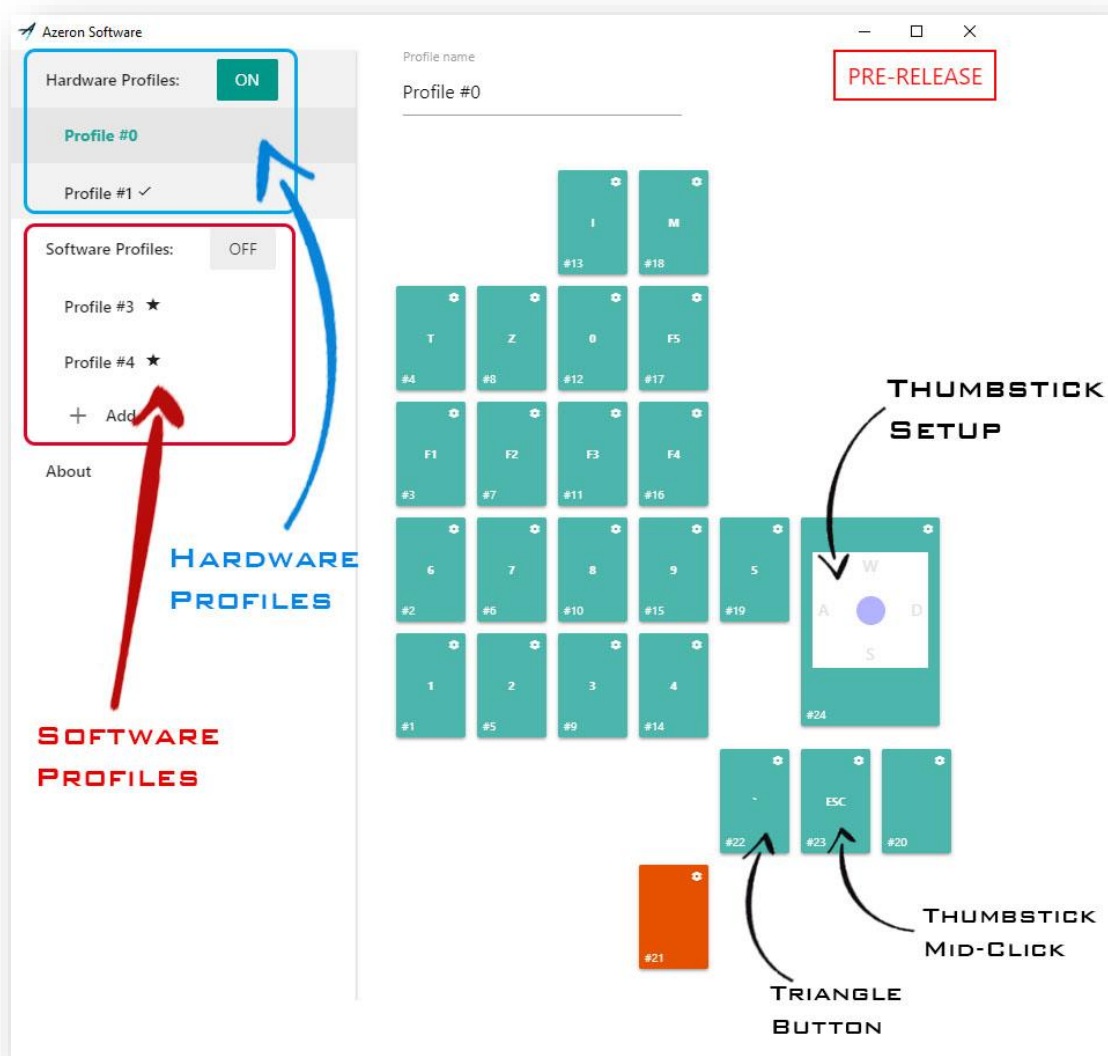 Azeron Software
Hardware Profiles: ON
Profile #0
Profile #1
Software Profiles: OFF
Profile #3 ★
Profile #4 ★
+ Add
About
Hardware
Profiles
Software
Profiles
Profile name
Profile #0
PRE-RELEASE
I M
#13 #18
T Z 0 F5
#4 #8 #12 #17
F1 F2 F3 F4
#3 #7 #11 #16
6 7 8 9 5
#2 #6 #10 #15 #19
1 2 3 4
#1 #5 #9 #14
Thumbstick
Setup
W
A D
S
#24
` ESC
#22 #23 #20
#21
Thumbstick
Mid-Click
Triangle
Button